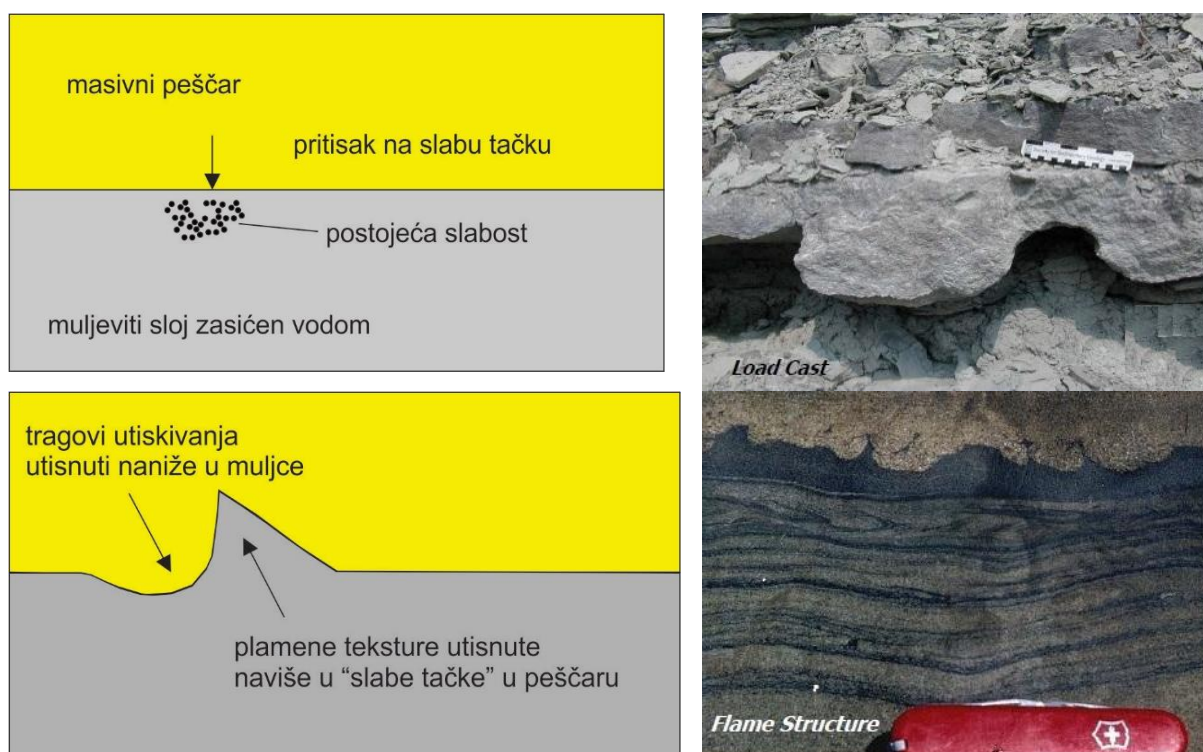 masivni peščar
pritisak na slabu tačku
postojeća slabost
muljeviti sloj zasićen vodom
tragovi utiskivanja
utisnuti naniže u muljce
plamene teksture utisnute
naviše u “slabe tačke” u peščaru
Load Cast
Flame Structure